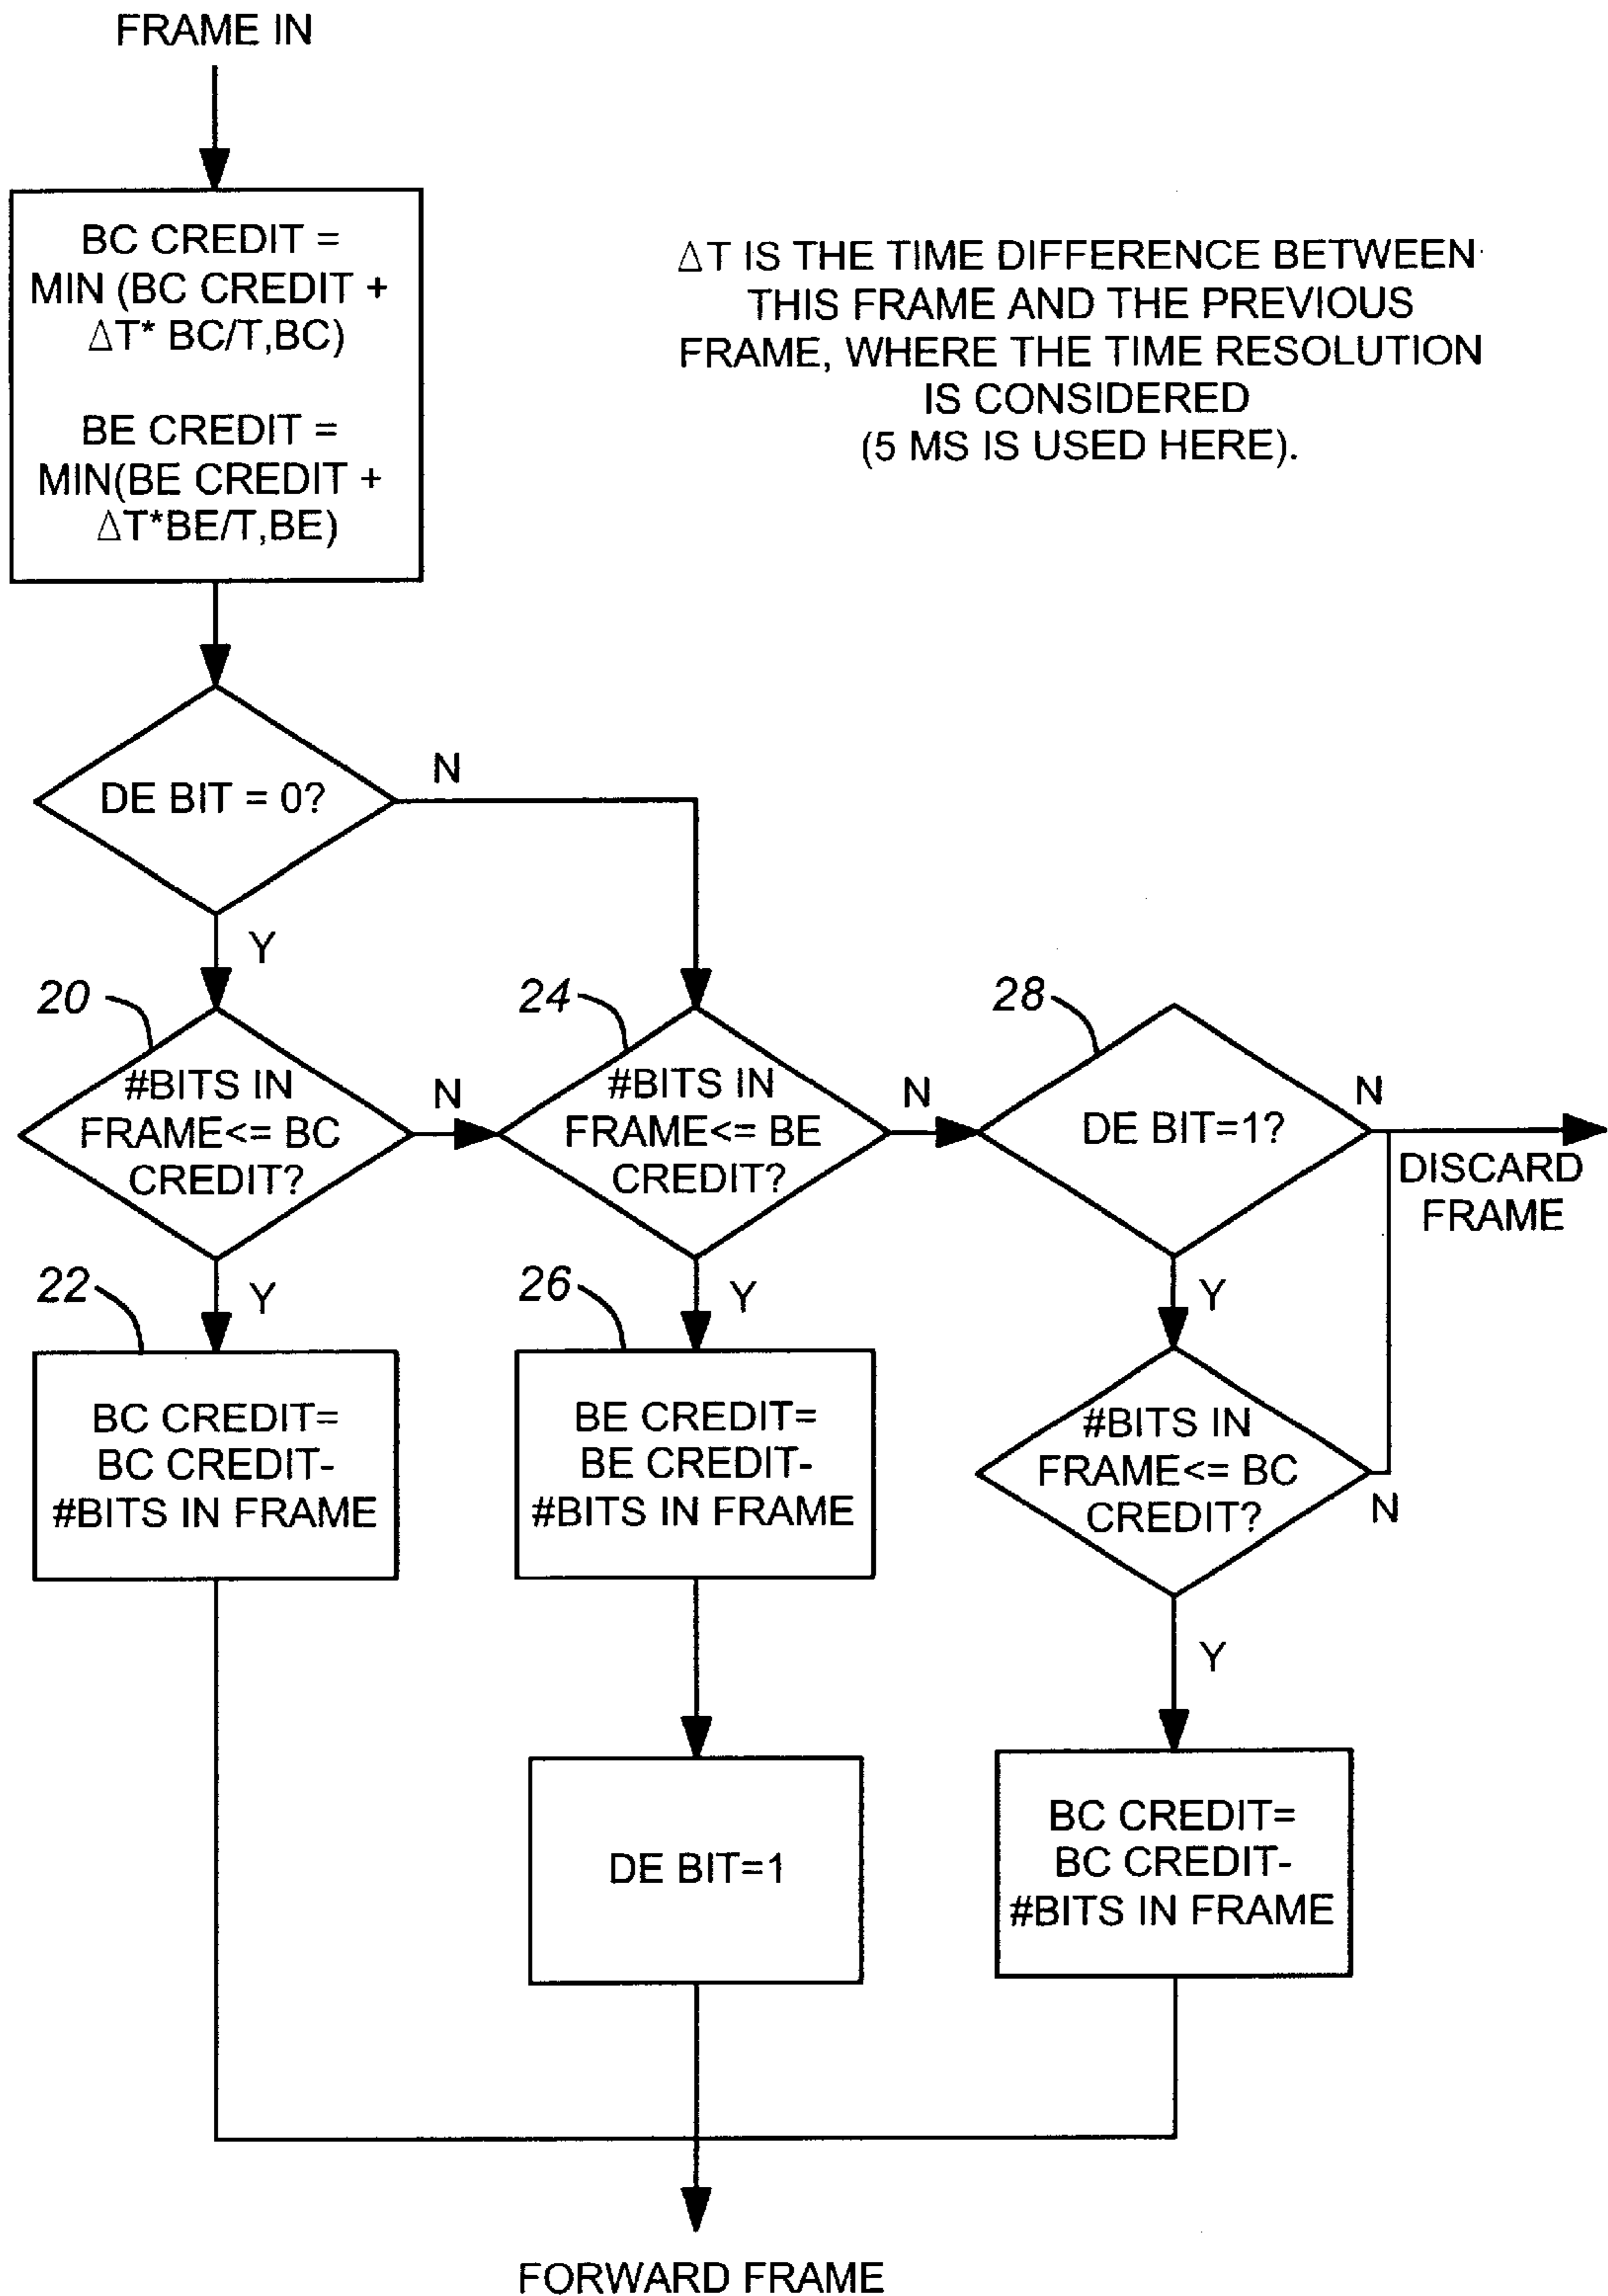 FRAME IN
BC CREDIT =
MIN (BC CREDIT +
ΔT* BC/T,BC)
BE CREDIT =
MIN(BE CREDIT +
ΔT*BE/T,BE)
ΔT IS THE TIME DIFFERENCE BETWEEN
THIS FRAME AND THE PREVIOUS
FRAME, WHERE THE TIME RESOLUTION
IS CONSIDERED
(5 MS IS USED HERE).
DE BIT = 0?
N
Y
20
#BITS IN
FRAME<= BC
CREDIT?
N
Y
24
#BITS IN
FRAME<= BE
CREDIT?
N
Y
28
DE BIT=1?
N
Y
DISCARD
FRAME
22
BC CREDIT=
BC CREDIT-
#BITS IN FRAME
26
BE CREDIT=
BE CREDIT-
#BITS IN FRAME
#BITS IN
FRAME<= BC
CREDIT?
N
Y
DE BIT=1
BC CREDIT=
BC CREDIT-
#BITS IN FRAME
FORWARD FRAME